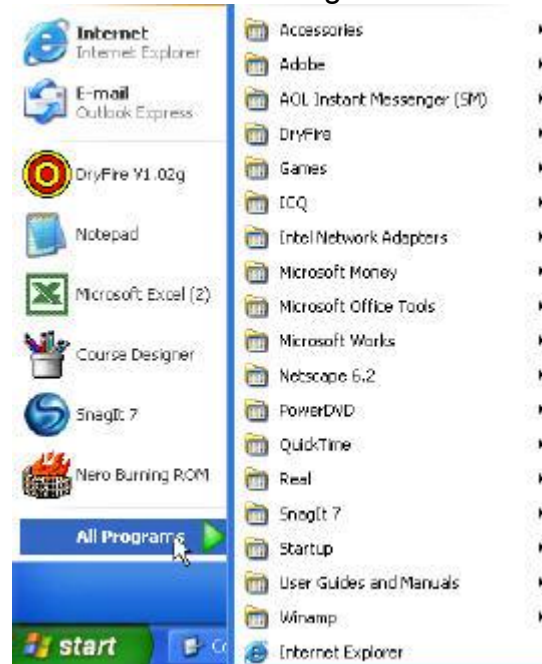 Internet
Internet Explorer
E-mail
Outlook Express
DryFire V1.02g
Notepad
Microsoft Excel (2)
Course Designer
SnagIt 7
Nero Burning ROM
All Programs
start
Accessories
Adobe
AOL Instant Messenger (SM)
DryFire
Games
ICQ
Intel Network Adapters
Microsoft Money
Microsoft Office Tools
Microsoft Works
Netscape 6.2
PowerDVD
QuickTime
Real
SnagIt 7
Startup
User Guides and Manuals
Winamp
Internet Explorer